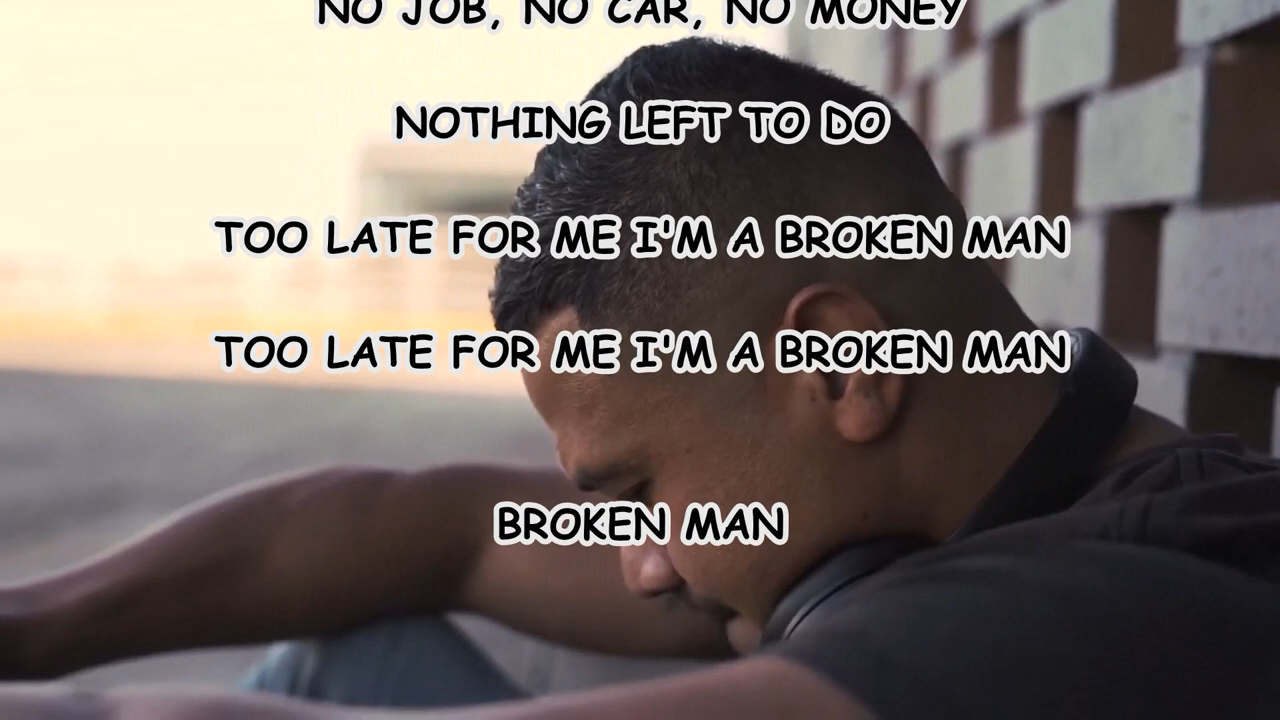 NO JOB, NO CAR, NO MONEY
NOTHING LEFT TO DO
TOO LATE FOR ME I'M A BROKEN MAN
TOO LATE FOR ME I'M A BROKEN MAN
BROKEN MAN